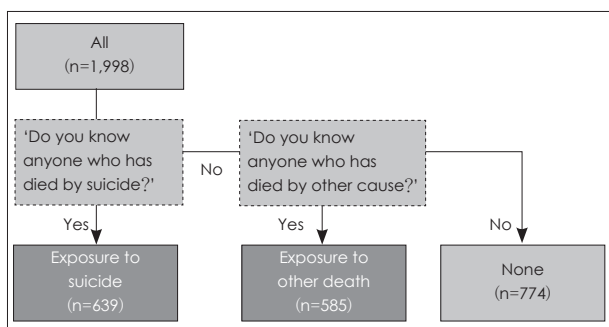 All
(n=1,998)
‘Do you know
anyone who has
died by suicide?’
No
‘Do you know
anyone who has
died by other cause?’
Yes
Yes
No
Exposure to
suicide
(n=639)
Exposure to
other death
(n=585)
None
(n=774)